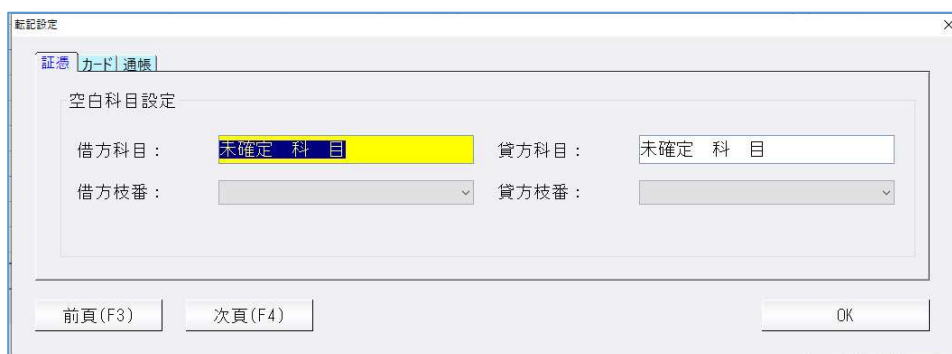 転記設定
証憑 カード 通帳
空白科目設定
借方科目： 未確定　科　目 貸方科目： 未確定　科　目
借方枝番： 貸方枝番：
前頁(F3) 次頁(F4) OK